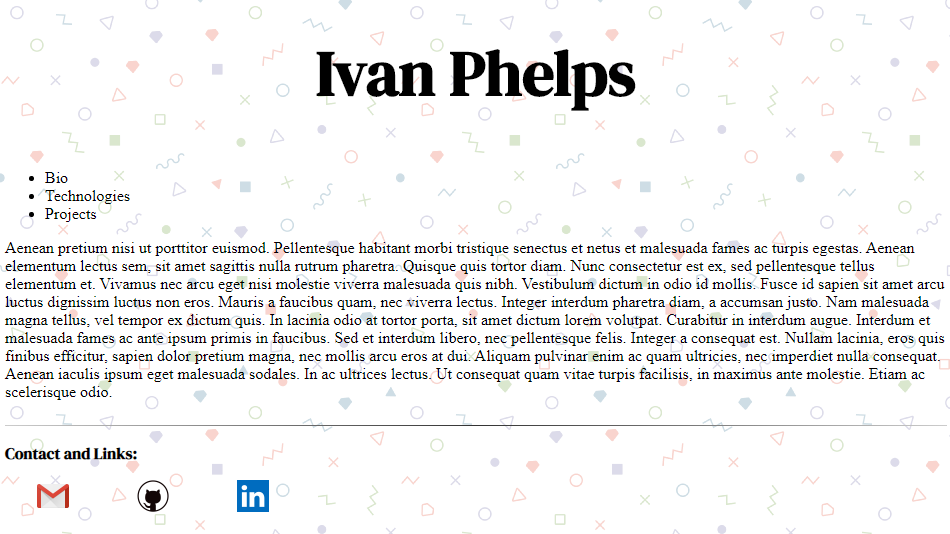 Ivan Phelps
Bio
Technologies
Projects
Aenean pretium nisi ut porttitor euismod. Pellentesque habitant morbi tristique senectus et netus et malesuada fames ac turpis egestas. Aenean
elementum lectus sem, sit amet sagittis nulla rutrum pharetra. Quisque quis tortor diam. Nunc consectetur est ex, sed pellentesque tellus
elementum et. Vivamus nec arcu eget nisi molestie viverra malesuada quis nibh. Vestibulum dictum in odio id mollis. Fusce id sapien sit amet arcu
luctus dignissim luctus non eros. Mauris a faucibus quam, nec viverra lectus. Integer interdum pharetra diam, a accumsan justo. Nam malesuada
magna tellus, vel tempor ex dictum quis. In lacinia odio at tortor porta, sit amet dictum lorem volutpat. Curabitur in interdum augue. Interdum et
malesuada fames ac ante ipsum primis in faucibus. Sed et interdum libero, nec pellentesque felis. Integer a consequat est. Nullam lacinia, eros quis
finibus efficitur, sapien dolor pretium magna, nec mollis arcu eros at dui. Aliquam pulvinar enim ac quam ultricies, nec imperdiet nulla consequat.
Aenean iaculis ipsum eget malesuada sodales. In ac ultrices lectus. Ut consequat quam vitae turpis facilisis, in maximus ante molestie. Etiam ac
scelerisque odio.
Contact and Links:
in